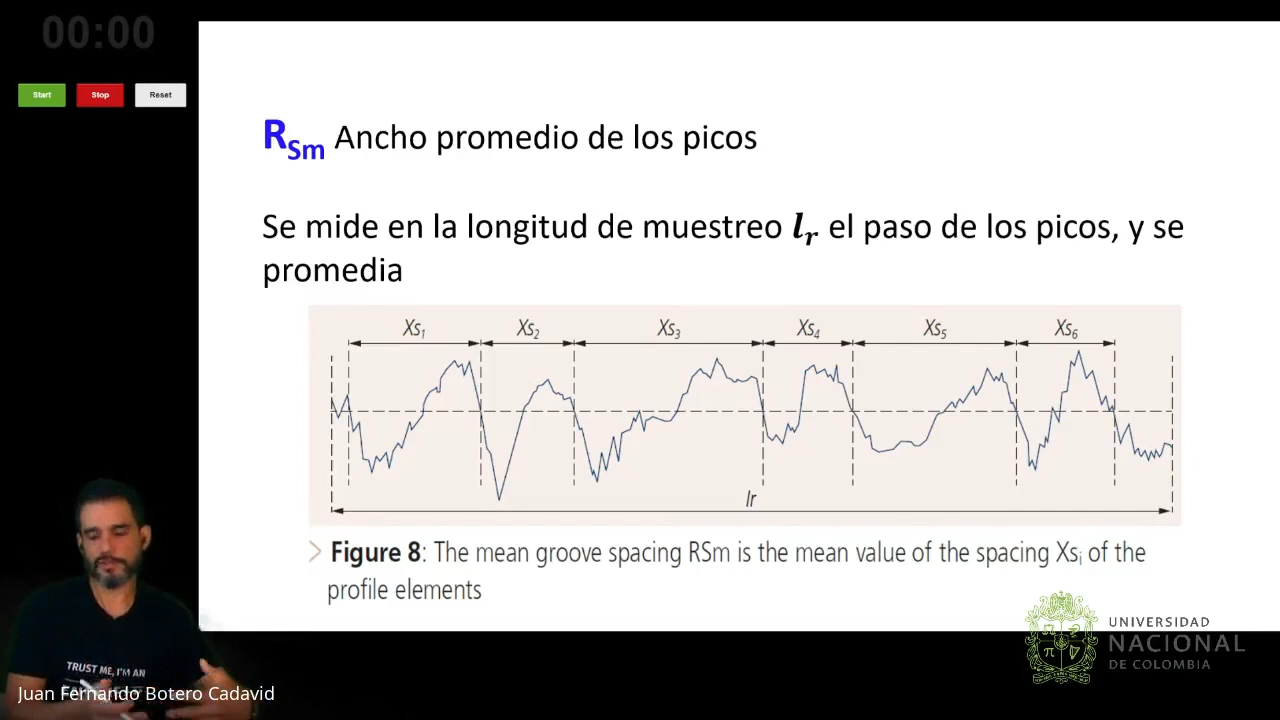 00:00
Start Stop Reset
RSm Ancho promedio de los picos
Se mide en la longitud de muestreo lr el paso de los picos, y se
promedia
Xs1 Xs2 Xs3 Xs4 Xs5 Xs6
lr
Figure 8: The mean groove spacing RSm is the mean value of the spacing Xsi of the
profile elements
UNIVERSIDAD
NACIONAL
DE COLOMBIA
TRUST ME, I'M AN
Juan Fernando Botero Cadavid